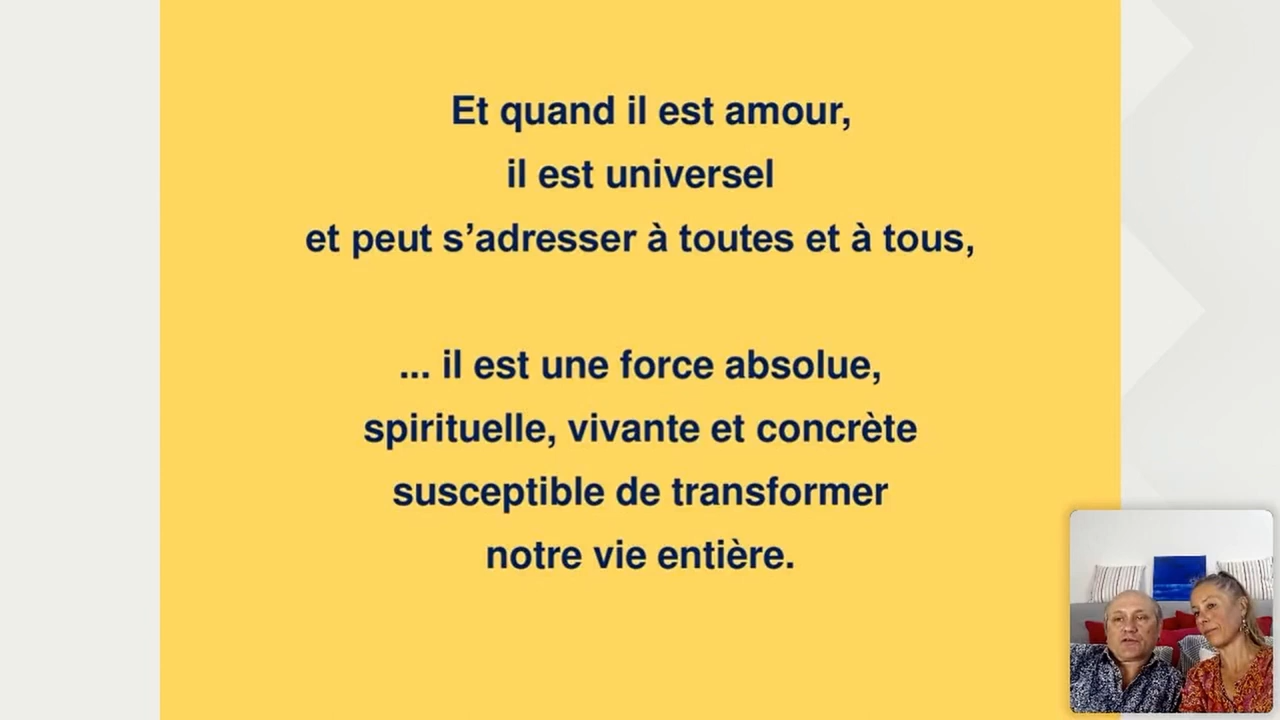 Et quand il est amour,
il est universel
et peut s’adresser à toutes et à tous,
... il est une force absolue,
spirituelle, vivante et concrète
susceptible de transformer
notre vie entière.